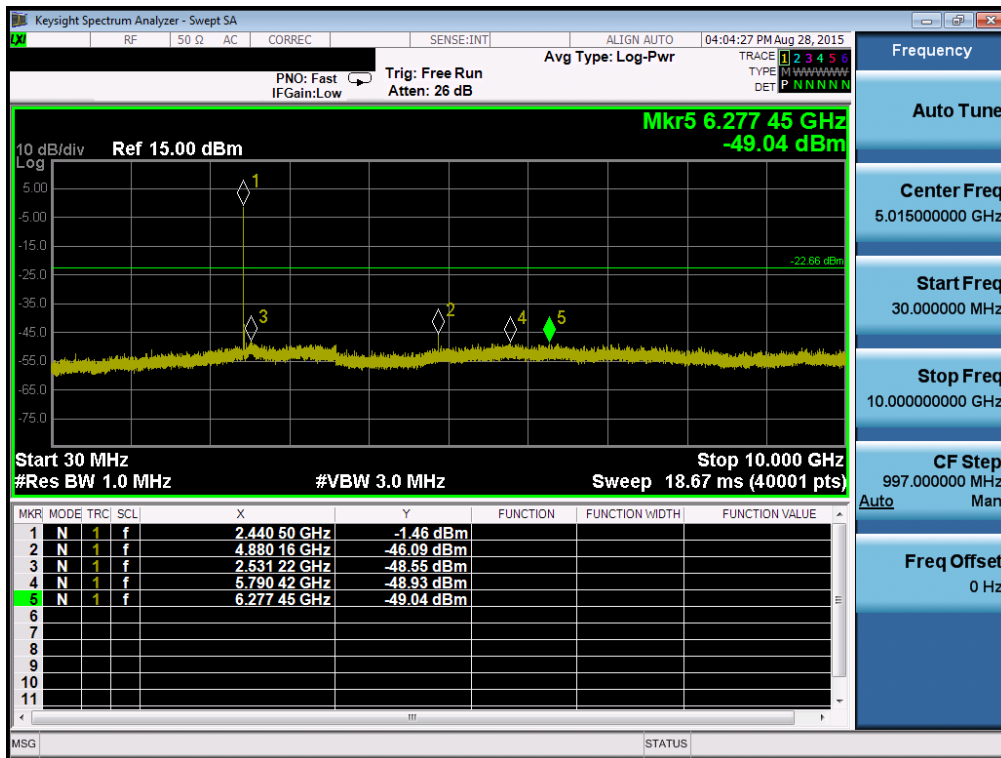 Keysight Spectrum Analyzer - Swept SA
LXI RF 50 Ω AC CORREC SENSE:INT ALIGN AUTO 04:04:27 PM Aug 28, 2015
Frequency
PNO: Fast Trig: Free Run Avg Type: Log-Pwr TRACE 1 2 3 4 5 6
TYPE M WWWWW
IFGain:Low Atten: 26 dB DET P N N N N N
Auto Tune
Mkr5 6.277 45 GHz
10 dB/div Ref 15.00 dBm -49.04 dBm
Log
5.00
-5.00
-15.0
-25.0
-35.0
-45.0
-55.0
-65.0
-75.0
1
-22.66 dBm
2
3
4
5
Start 30 MHz Stop 10.000 GHz
#Res BW 1.0 MHz #VBW 3.0 MHz Sweep 18.67 ms (40001 pts)
Center Freq
5.015000000 GHz
Start Freq
30.000000 MHz
Stop Freq
10.000000000 GHz
CF Step
997.000000 MHz
Auto Man
Freq Offset
0 Hz
MKR MODE TRC SCL X Y FUNCTION FUNCTION WIDTH FUNCTION VALUE
1 N 1 f 2.440 50 GHz -1.46 dBm
2 N 1 f 4.880 16 GHz -46.09 dBm
3 N 1 f 2.531 22 GHz -48.55 dBm
4 N 1 f 5.790 42 GHz -48.93 dBm
5 N 1 f 6.277 45 GHz -49.04 dBm
6
7
8
9
10
11
MSG STATUS